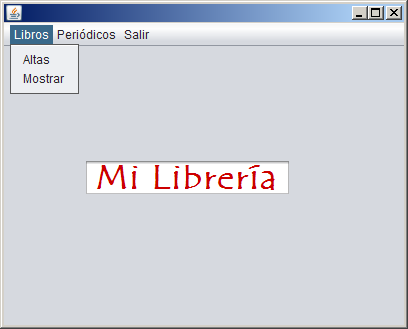 Libros Periódicos Salir
Altas
Mostrar
Mi Librería